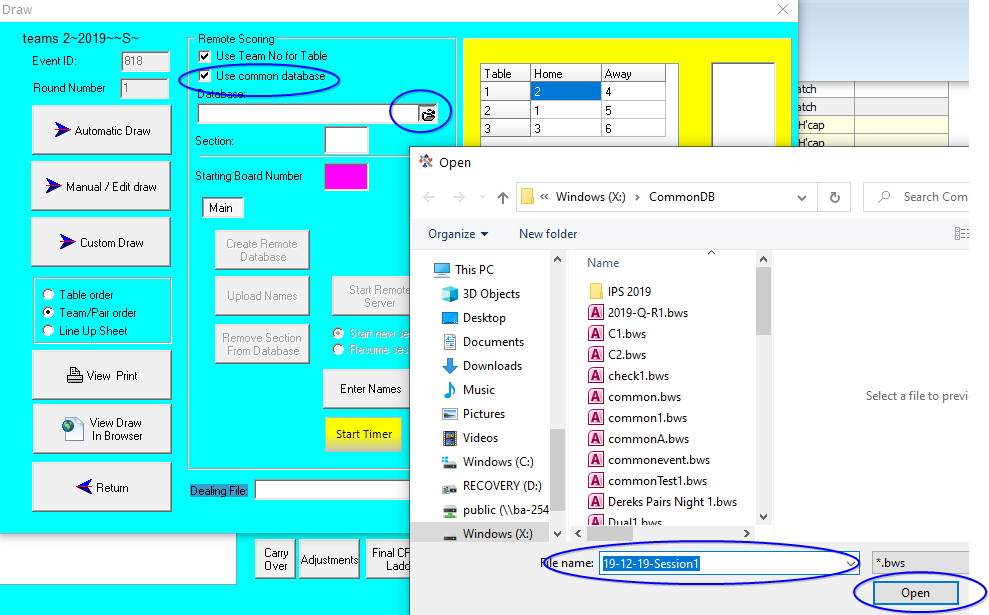 Draw
teams 2~2019~~S~
Event ID: 818
Round Number 1
Automatic Draw
Manual / Edit draw
Custom Draw
Table order
Team/Pair order
Line Up Sheet
View Print
View Draw
In Browser
Return
Remote Scoring
Use Team No for Table
Use common database
Database:
Section:
Starting Board Number
Main
Create Remote
Database
Upload Names
Start Remote
Server
Remove Section
From Database
Start new se
Resume ses
Enter Names
Start Timer
Dealing File:
Table Home Away
1 2 4
2 1 5
3 3 6
atch
atch
H'cap
H'cap
Carry
Over
Adjustments
Final CF
Ladd
Open
« Windows (X:) › CommonDB
Search Com
Organize
New folder
This PC
3D Objects
Desktop
Documents
Downloads
Music
Pictures
Videos
Windows (C:)
RECOVERY (D:)
public (\\ba-254
Windows (X:)
Name
IPS 2019
2019-Q-R1.bws
C1.bws
C2.bws
check1.bws
common.bws
common1.bws
commonA.bws
commonevent.bws
commonTest1.bws
Dereks Pairs Night 1.bws
Dual1.bws
Select a file to previ
File name: 19-12-19-Session1
*.bws
Open